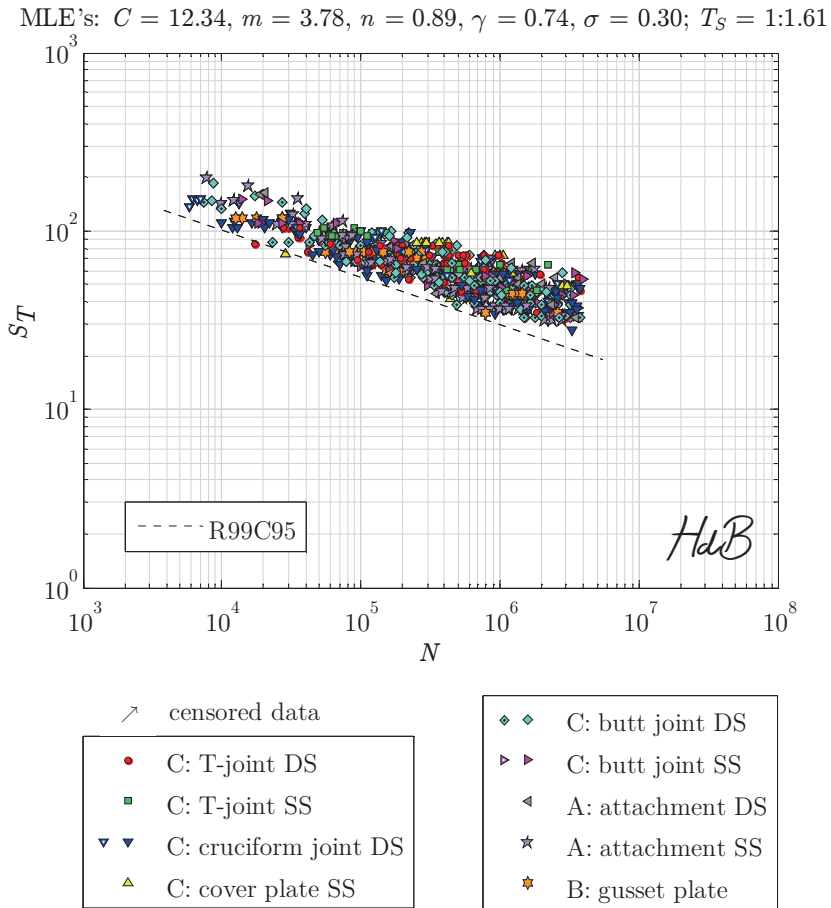 MLE's: C = 12.34, m = 3.78, n = 0.89, γ = 0.74, σ = 0.30; T_S = 1:1.61
10^3
10^2
S_T
10^1
R99C95
HdB
10^0
10^3 10^4 10^5 10^6 10^7 10^8
N
↗ censored data
C: T-joint DS
C: T-joint SS
C: cruciform joint DS
C: cover plate SS
C: butt joint DS
C: butt joint SS
A: attachment DS
A: attachment SS
B: gusset plate